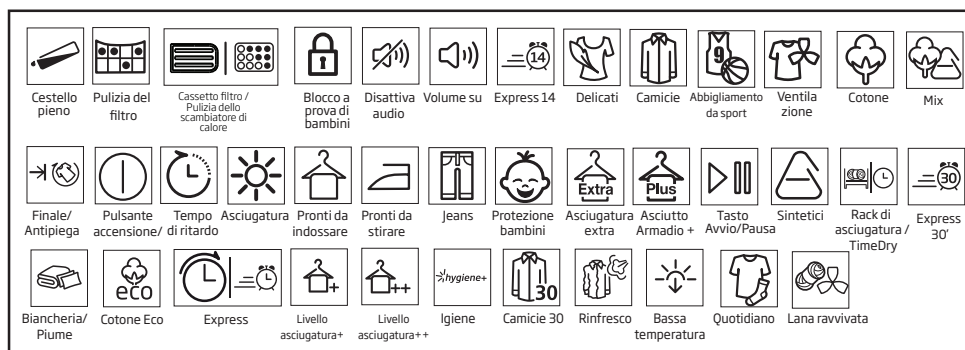 14
9
Cestello
pieno
Pulizia del
filtro
Cassetto filtro /
Pulizia dello
scambiatore di
calore
Blocco a
prova di
bambini
Disattiva
audio
Volume su
Express 14
Delicati
Camicie
Abbigliamento
da sport
Ventila
zione
Cotone
Mix
Extra
Plus
30
Finale/
Antipiega
Pulsante
accensione/
Tempo
di ritardo
Asciugatura
Pronti da
indossare
Pronti da
stirare
Jeans
Protezione
bambini
Asciugatura
extra
Asciutto
Armadio +
Tasto
Avvio/Pausa
Sintetici
Rack di
asciugatura /
TimeDry
Express
30'
eco
+
++
hygiene+
30
Biancheria/
Piume
Cotone Eco
Express
Livello
asciugatura+
Livello
asciugatura++
Igiene
Camicie 30
Rinfresco
Bassa
temperatura
Quotidiano
Lana ravvivata